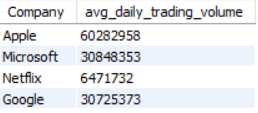 Company avg_daily_trading_volume
Apple 60282958
Microsoft 30848353
Netflix 6471732
Google 30725373